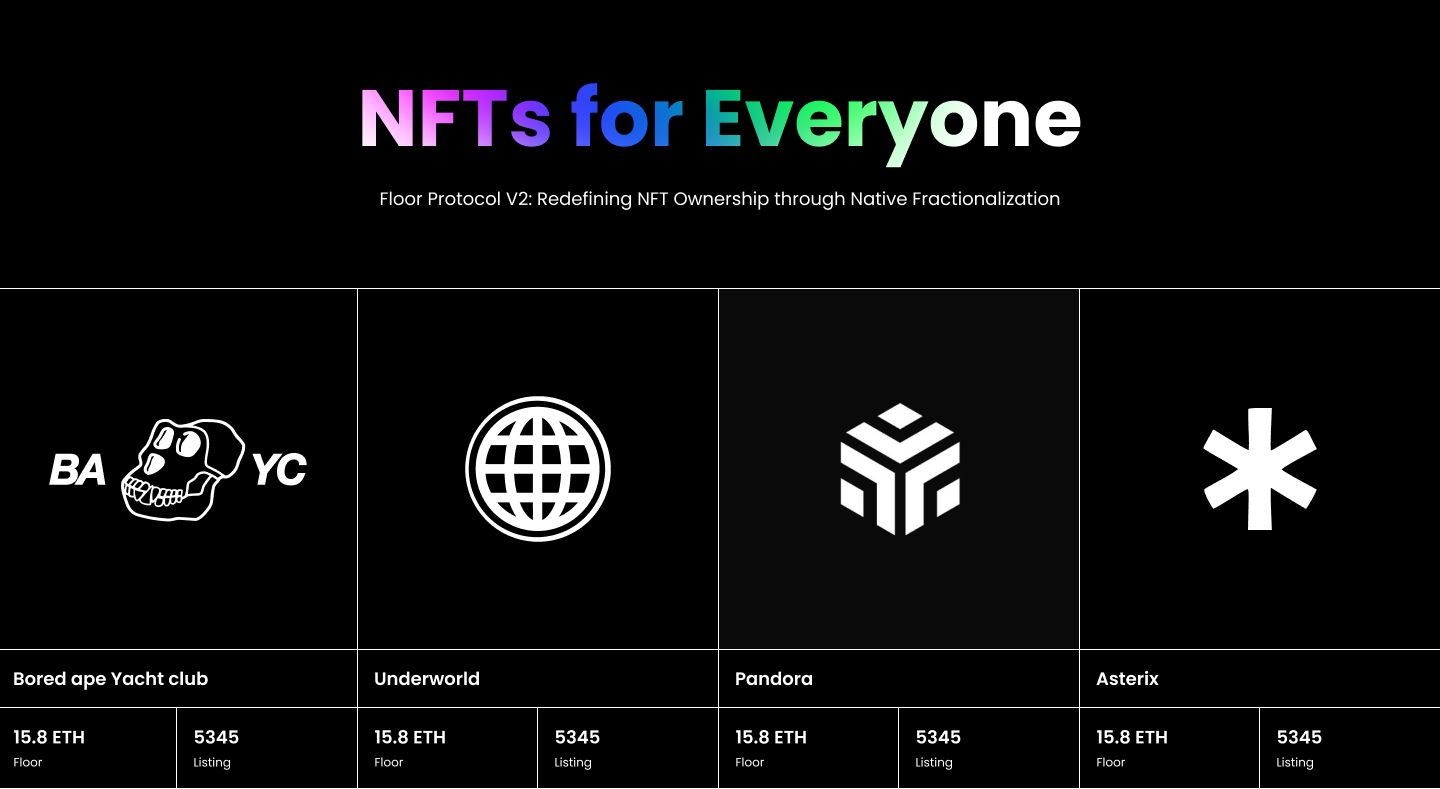 NFTs for Everyone
Floor Protocol V2: Redefining NFT Ownership through Native Fractionalization
BA YC
Bored ape Yacht club
Underworld
Pandora
Asterix
15.8 ETH
Floor
5345
Listing
15.8 ETH
Floor
5345
Listing
15.8 ETH
Floor
5345
Listing
15.8 ETH
Floor
5345
Listing